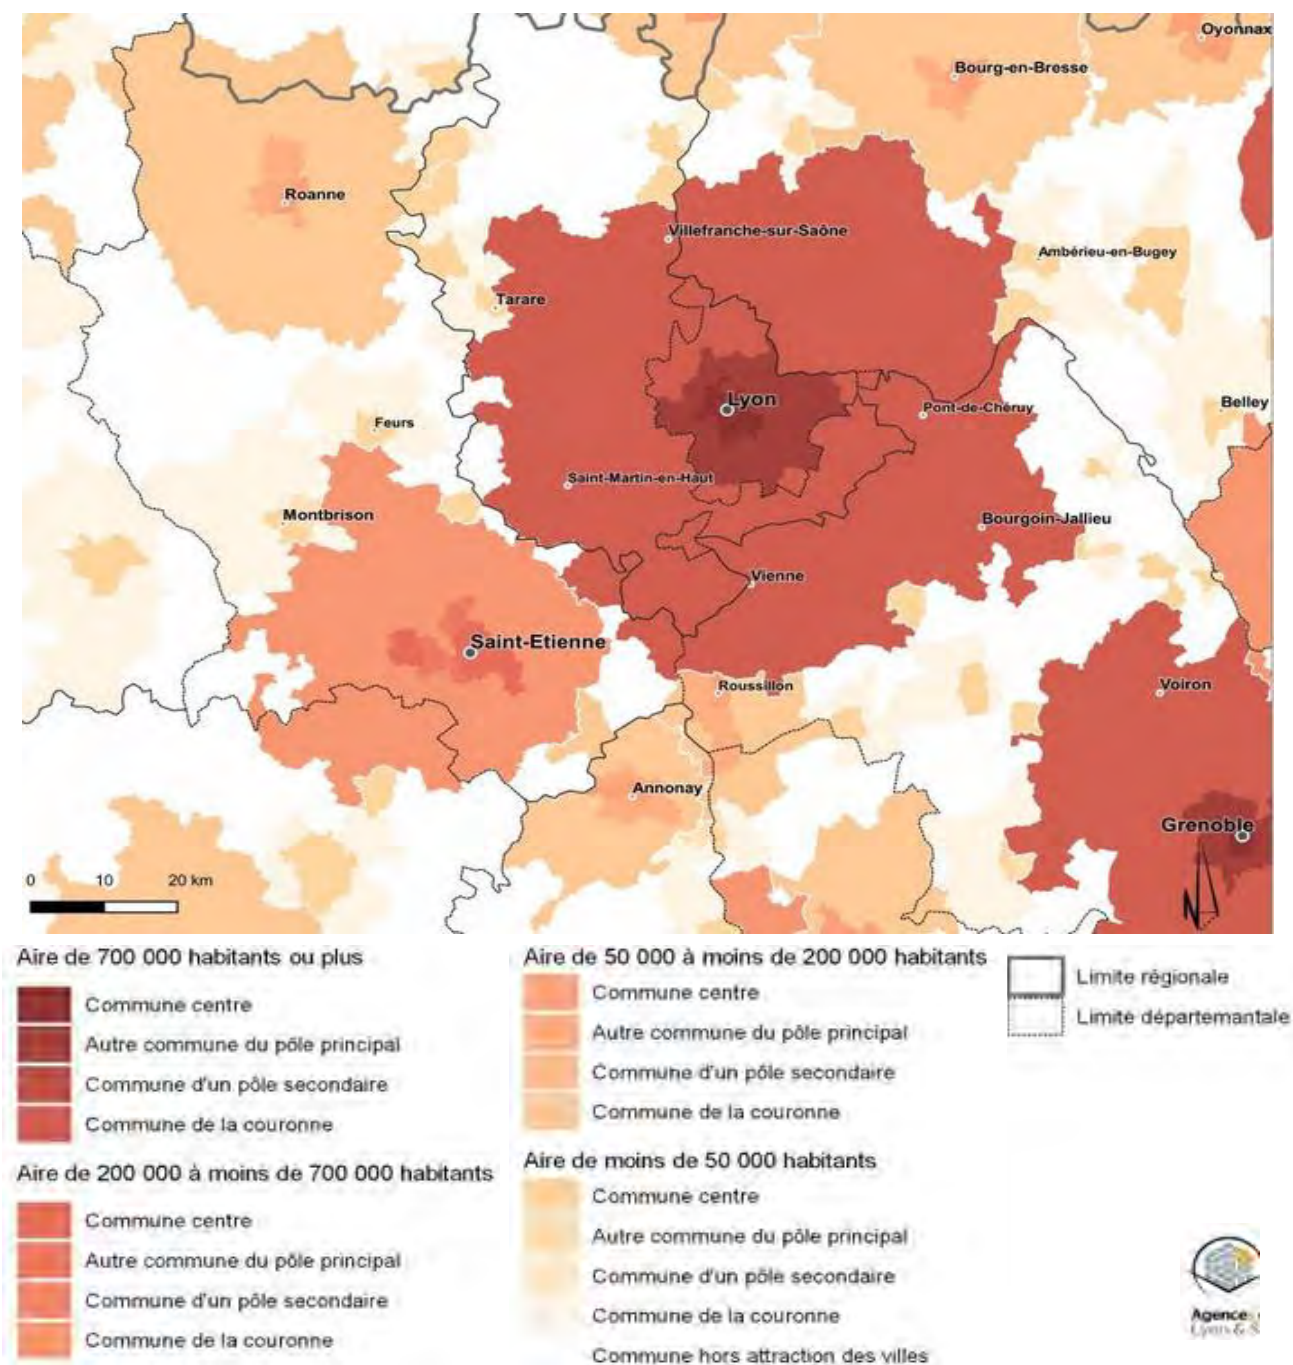 Oyonnax
Bourg-en-Bresse
Roanne
Villefranche-sur-Saône
Ambérieu-en-Bugey
Tarare
Lyon
Pont-de-Chéruy
Belley
Feurs
Saint-Martin-en-Haut
Montbrison
Bourgoin-Jallieu
Vienne
Saint-Etienne
Roussillon
Voiron
Annonay
Grenoble
0 10 20 km
N
Aire de 700 000 habitants ou plus
Commune centre
Autre commune du pôle principal
Commune d'un pôle secondaire
Commune de la couronne
Aire de 200 000 à moins de 700 000 habitants
Commune centre
Autre commune du pôle principal
Commune d'un pôle secondaire
Commune de la couronne
Aire de 50 000 à moins de 200 000 habitants
Commune centre
Autre commune du pôle principal
Commune d'un pôle secondaire
Commune de la couronne
Aire de moins de 50 000 habitants
Commune centre
Autre commune du pôle principal
Commune d'un pôle secondaire
Commune de la couronne
Commune hors attraction des villes
Limite régionale
Limite départemantale
Agence
Lyon & S